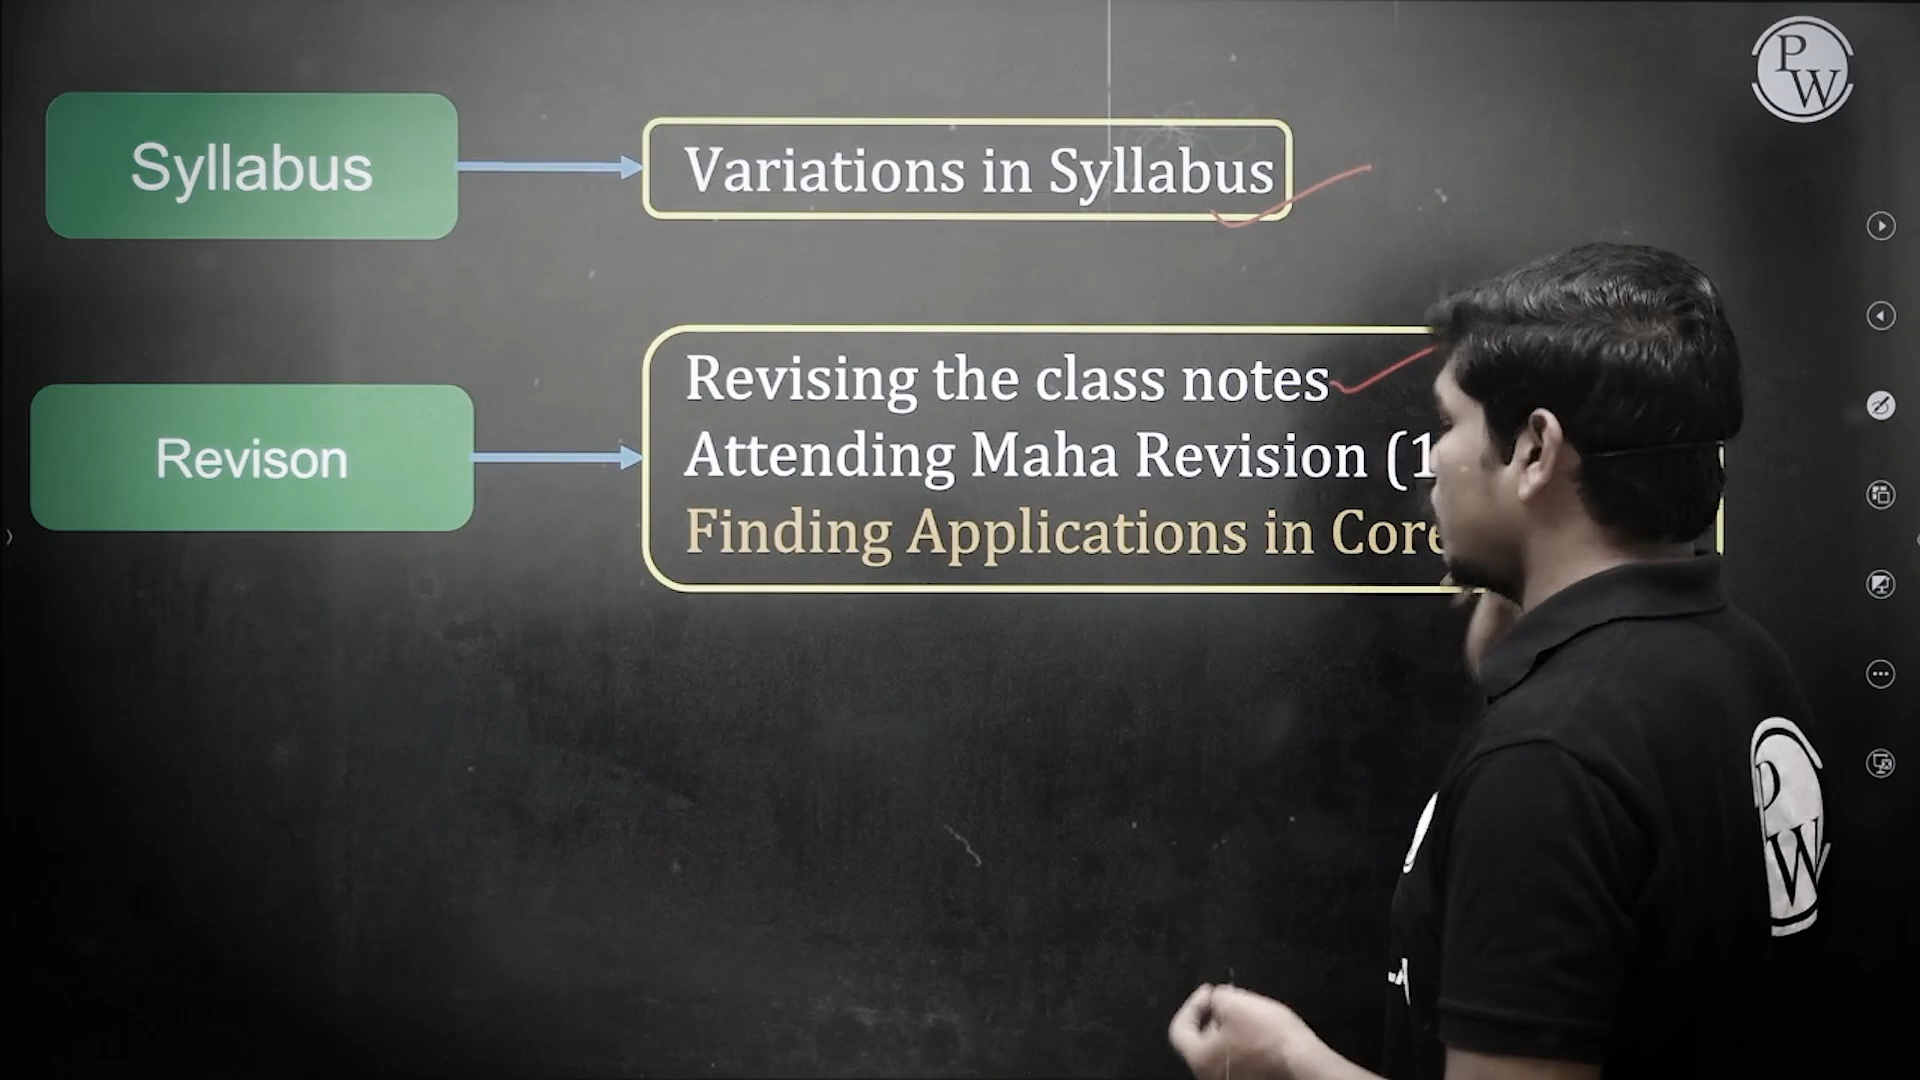 P
W
Syllabus
Variations in Syllabus
Revising the class notes
Attending Maha Revision (1
Revison
Finding Applications in Core
P
W